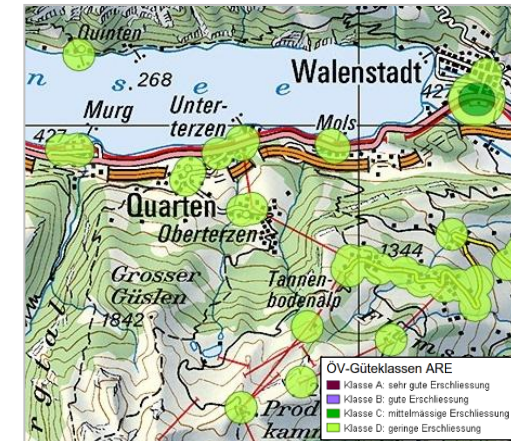 Quinten
n s. 268 e e
Walenstadt
427
Murg
Unter-
terzen
Mols
427
Quarten
Oberterzen
1344
Grosser
Güslen
Tannen-
bodenalp
1842
rgtal
m s
Prod
kamm
ÖV-Güteklassen ARE
Klasse A: sehr gute Erschliessung
Klasse B: gute Erschliessung
Klasse C: mittelmässige Erschliessung
Klasse D: geringe Erschliessung